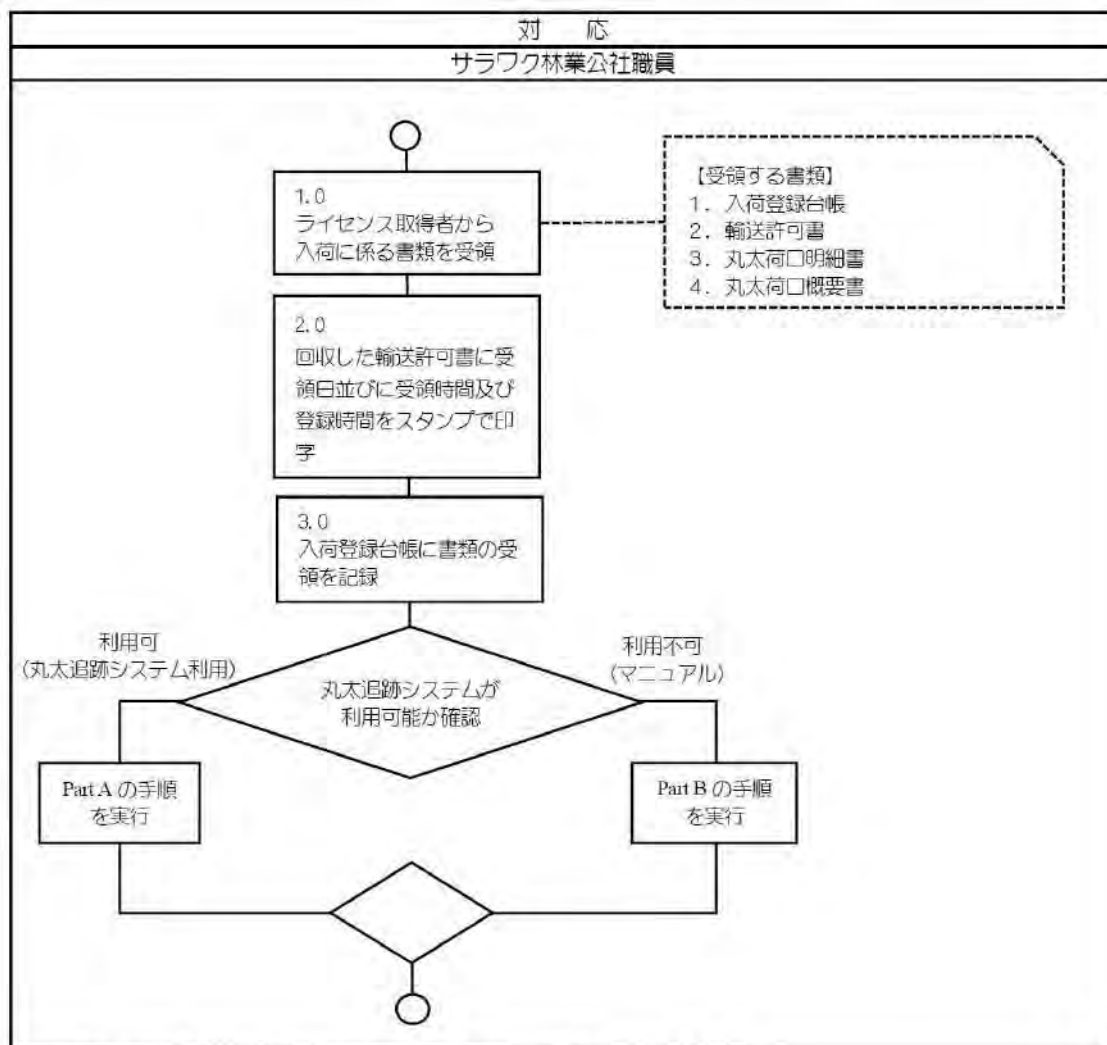 対 応
サラワク林業公社職員
1.0
ライセンス取得者から
入荷に係る書類を受領
【受領する書類】
1．入荷登録台帳
2．輸送許可書
3．丸太荷口明細書
4．丸太荷口概要書
2.0
回収した輸送許可書に受
領日並びに受領時間及び
登録時間をスタンプで印
字
3.0
入荷登録台帳に書類の受
領を記録
利用可
（丸太追跡システム利用）
利用不可
（マニュアル）
丸太追跡システムが
利用可能か確認
Part A の手順
を実行
Part B の手順
を実行